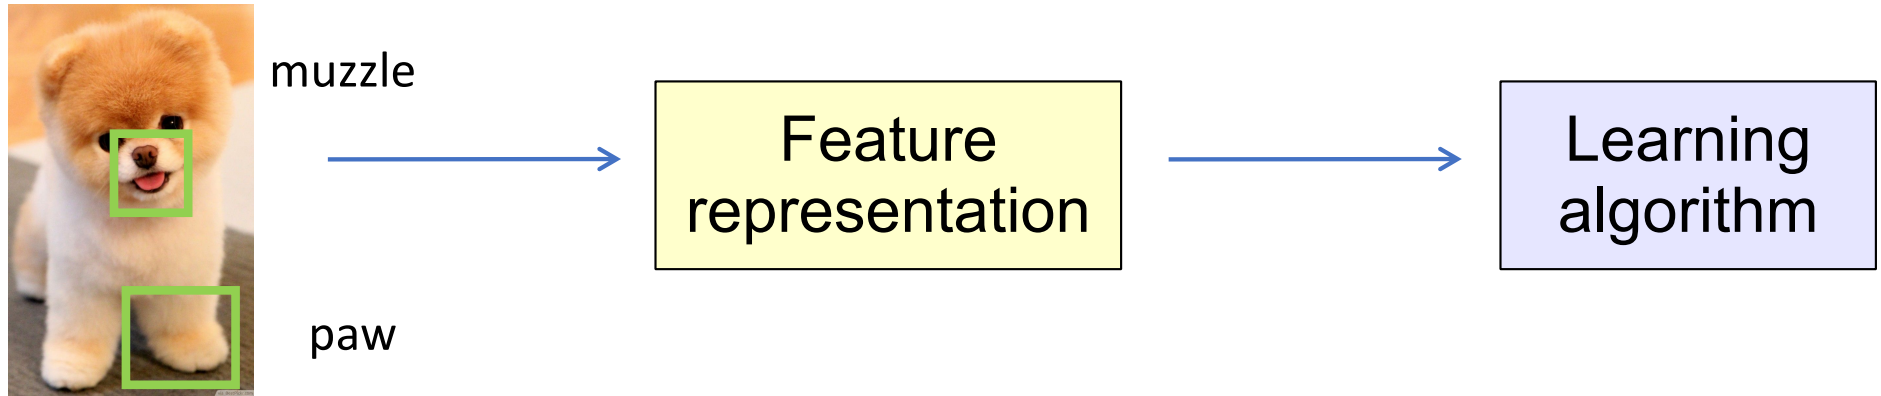 muzzle
paw
Feature
representation
Learning
algorithm